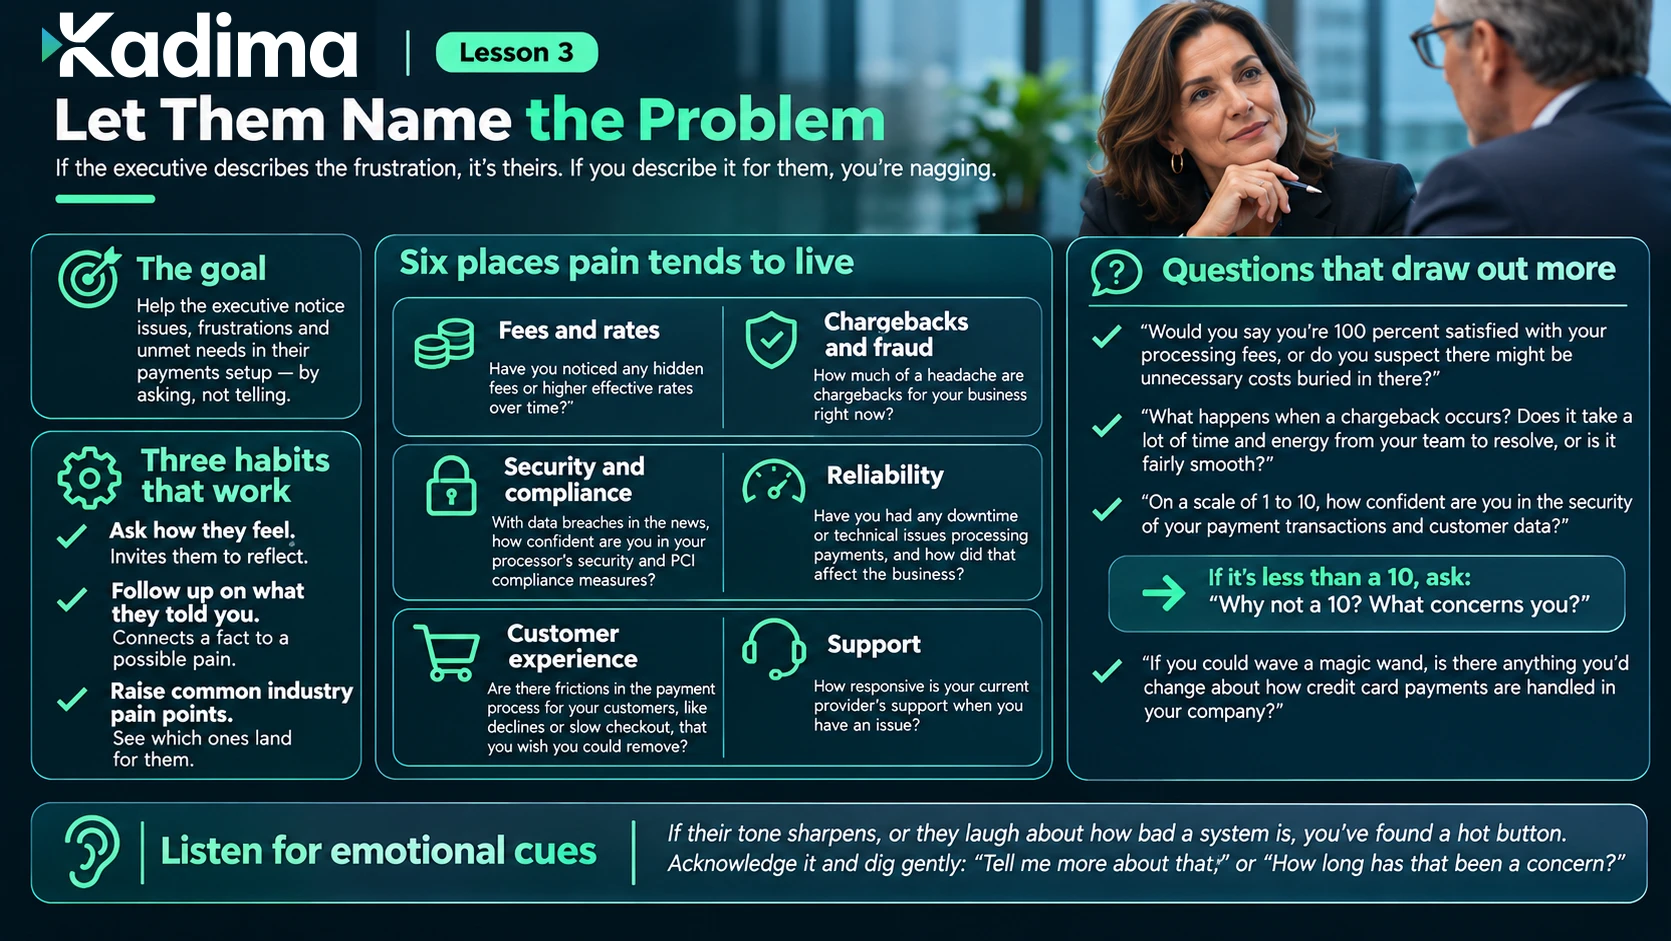 Kadima
Lesson 3
Let Them Name the Problem
If the executive describes the frustration, it's theirs. If you describe it for them, you're nagging.
The goal
Help the executive notice
issues, frustrations and
unmet needs in their
payments setup — by
asking, not telling.
Three habits
that work
Ask how they feel.
Invites them to reflect.
Follow up on what
they told you.
Connects a fact to a
possible pain.
Raise common industry
pain points.
See which ones land
for them.
Six places pain tends to live
Fees and rates
Have you noticed any hidden
fees or higher effective rates
over time?”
Chargebacks
and fraud
How much of a headache are
chargebacks for your business
right now?
Security and
compliance
With data breaches in the news,
how confident are you in your
processor's security and PCI
compliance measures?
Reliability
Have you had any downtime
or technical issues processing
payments, and how did that
affect the business?
Customer
experience
Are there frictions in the payment
process for your customers, like
declines or slow checkout, that
you wish you could remove?
Support
How responsive is your current
provider's support when you
have an issue?
Questions that draw out more
“Would you say you're 100 percent satisfied with your
processing fees, or do you suspect there might be
unnecessary costs buried in there?”
“What happens when a chargeback occurs? Does it take a
lot of time and energy from your team to resolve, or is it
fairly smooth?”
“On a scale of 1 to 10, how confident are you in the security
of your payment transactions and customer data?”
If it's less than a 10, ask:
“Why not a 10? What concerns you?”
“If you could wave a magic wand, is there anything you'd
change about how credit card payments are handled in
your company?”
Listen for emotional cues
If their tone sharpens, or they laugh about how bad a system is, you've found a hot button.
Acknowledge it and dig gently: “Tell me more about that,” or “How long has that been a concern?”